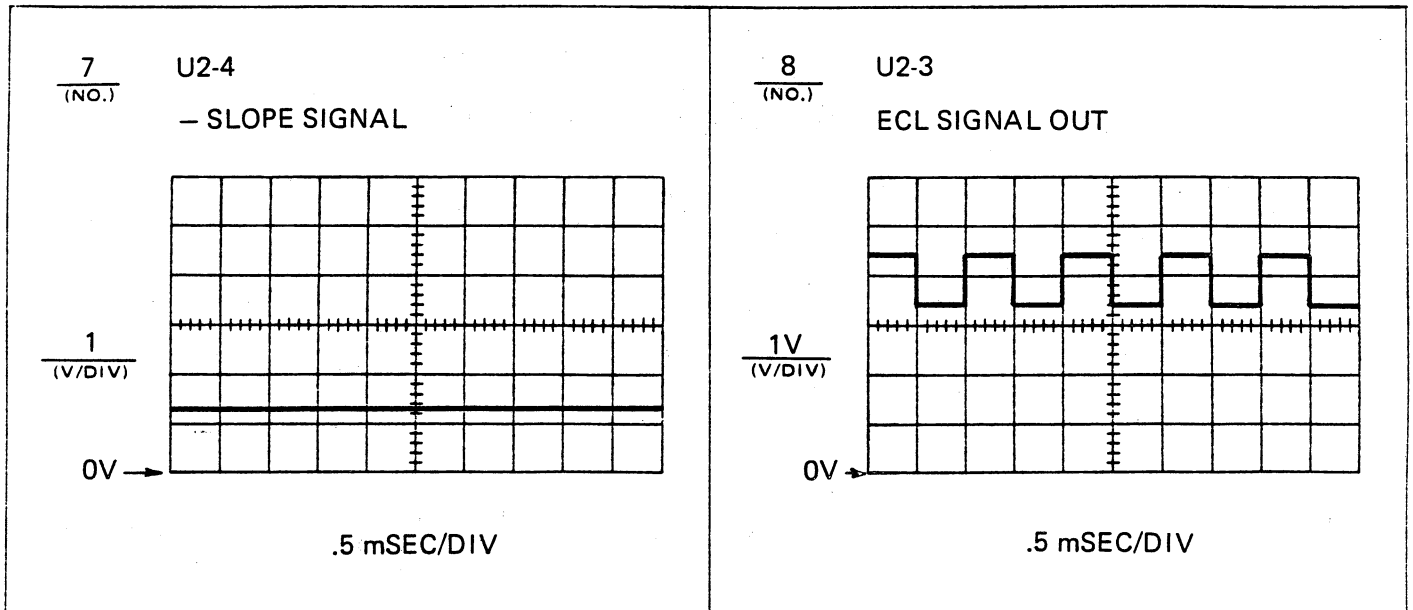 7
(NO.)
U2-4
– SLOPE SIGNAL
1
(V/DIV)
0V
.5 mSEC/DIV
8
(NO.)
U2-3
ECL SIGNAL OUT
1V
(V/DIV)
0V
.5 mSEC/DIV